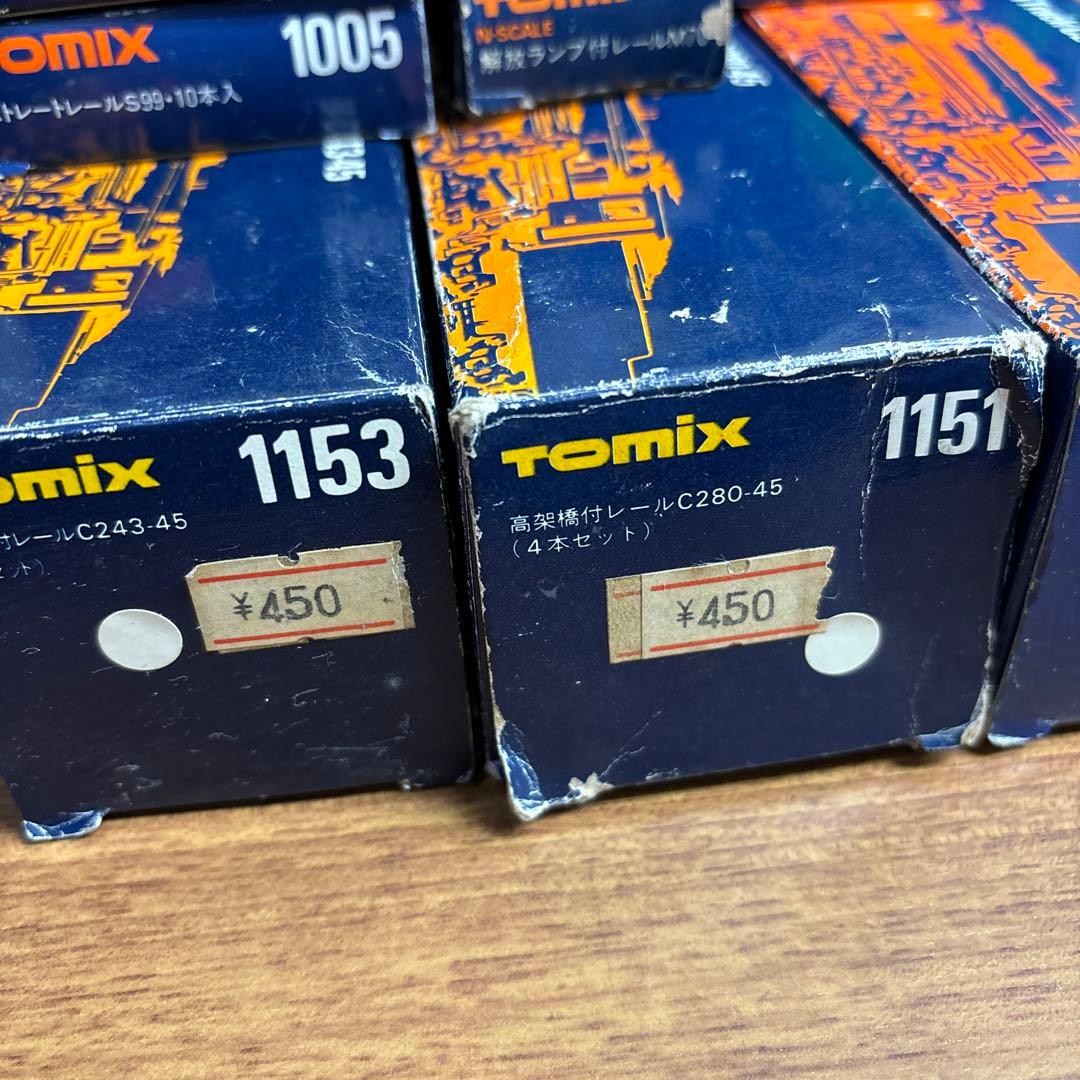 TOMIX
1005
トレートレールS99・10本入
TOMIX
N-SCALE
解放ランプ付レール
TOMIX
1153
付レールC243-45
¥450
TOMIX
1151
高架橋付レールC280-45
(4本セット)
¥450